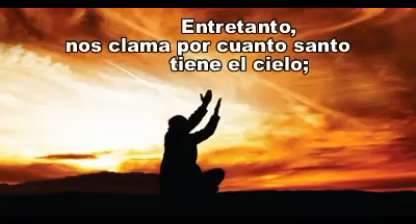 Entretanto,
nos clama por cuanto santo
tiene el cielo;